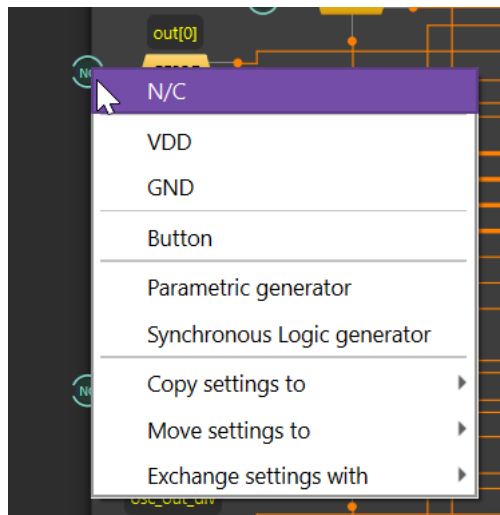 out[0]
N/C
VDD
GND
Button
Parametric generator
Synchronous Logic generator
Copy settings to
Move settings to
Exchange settings with
osc_out_div